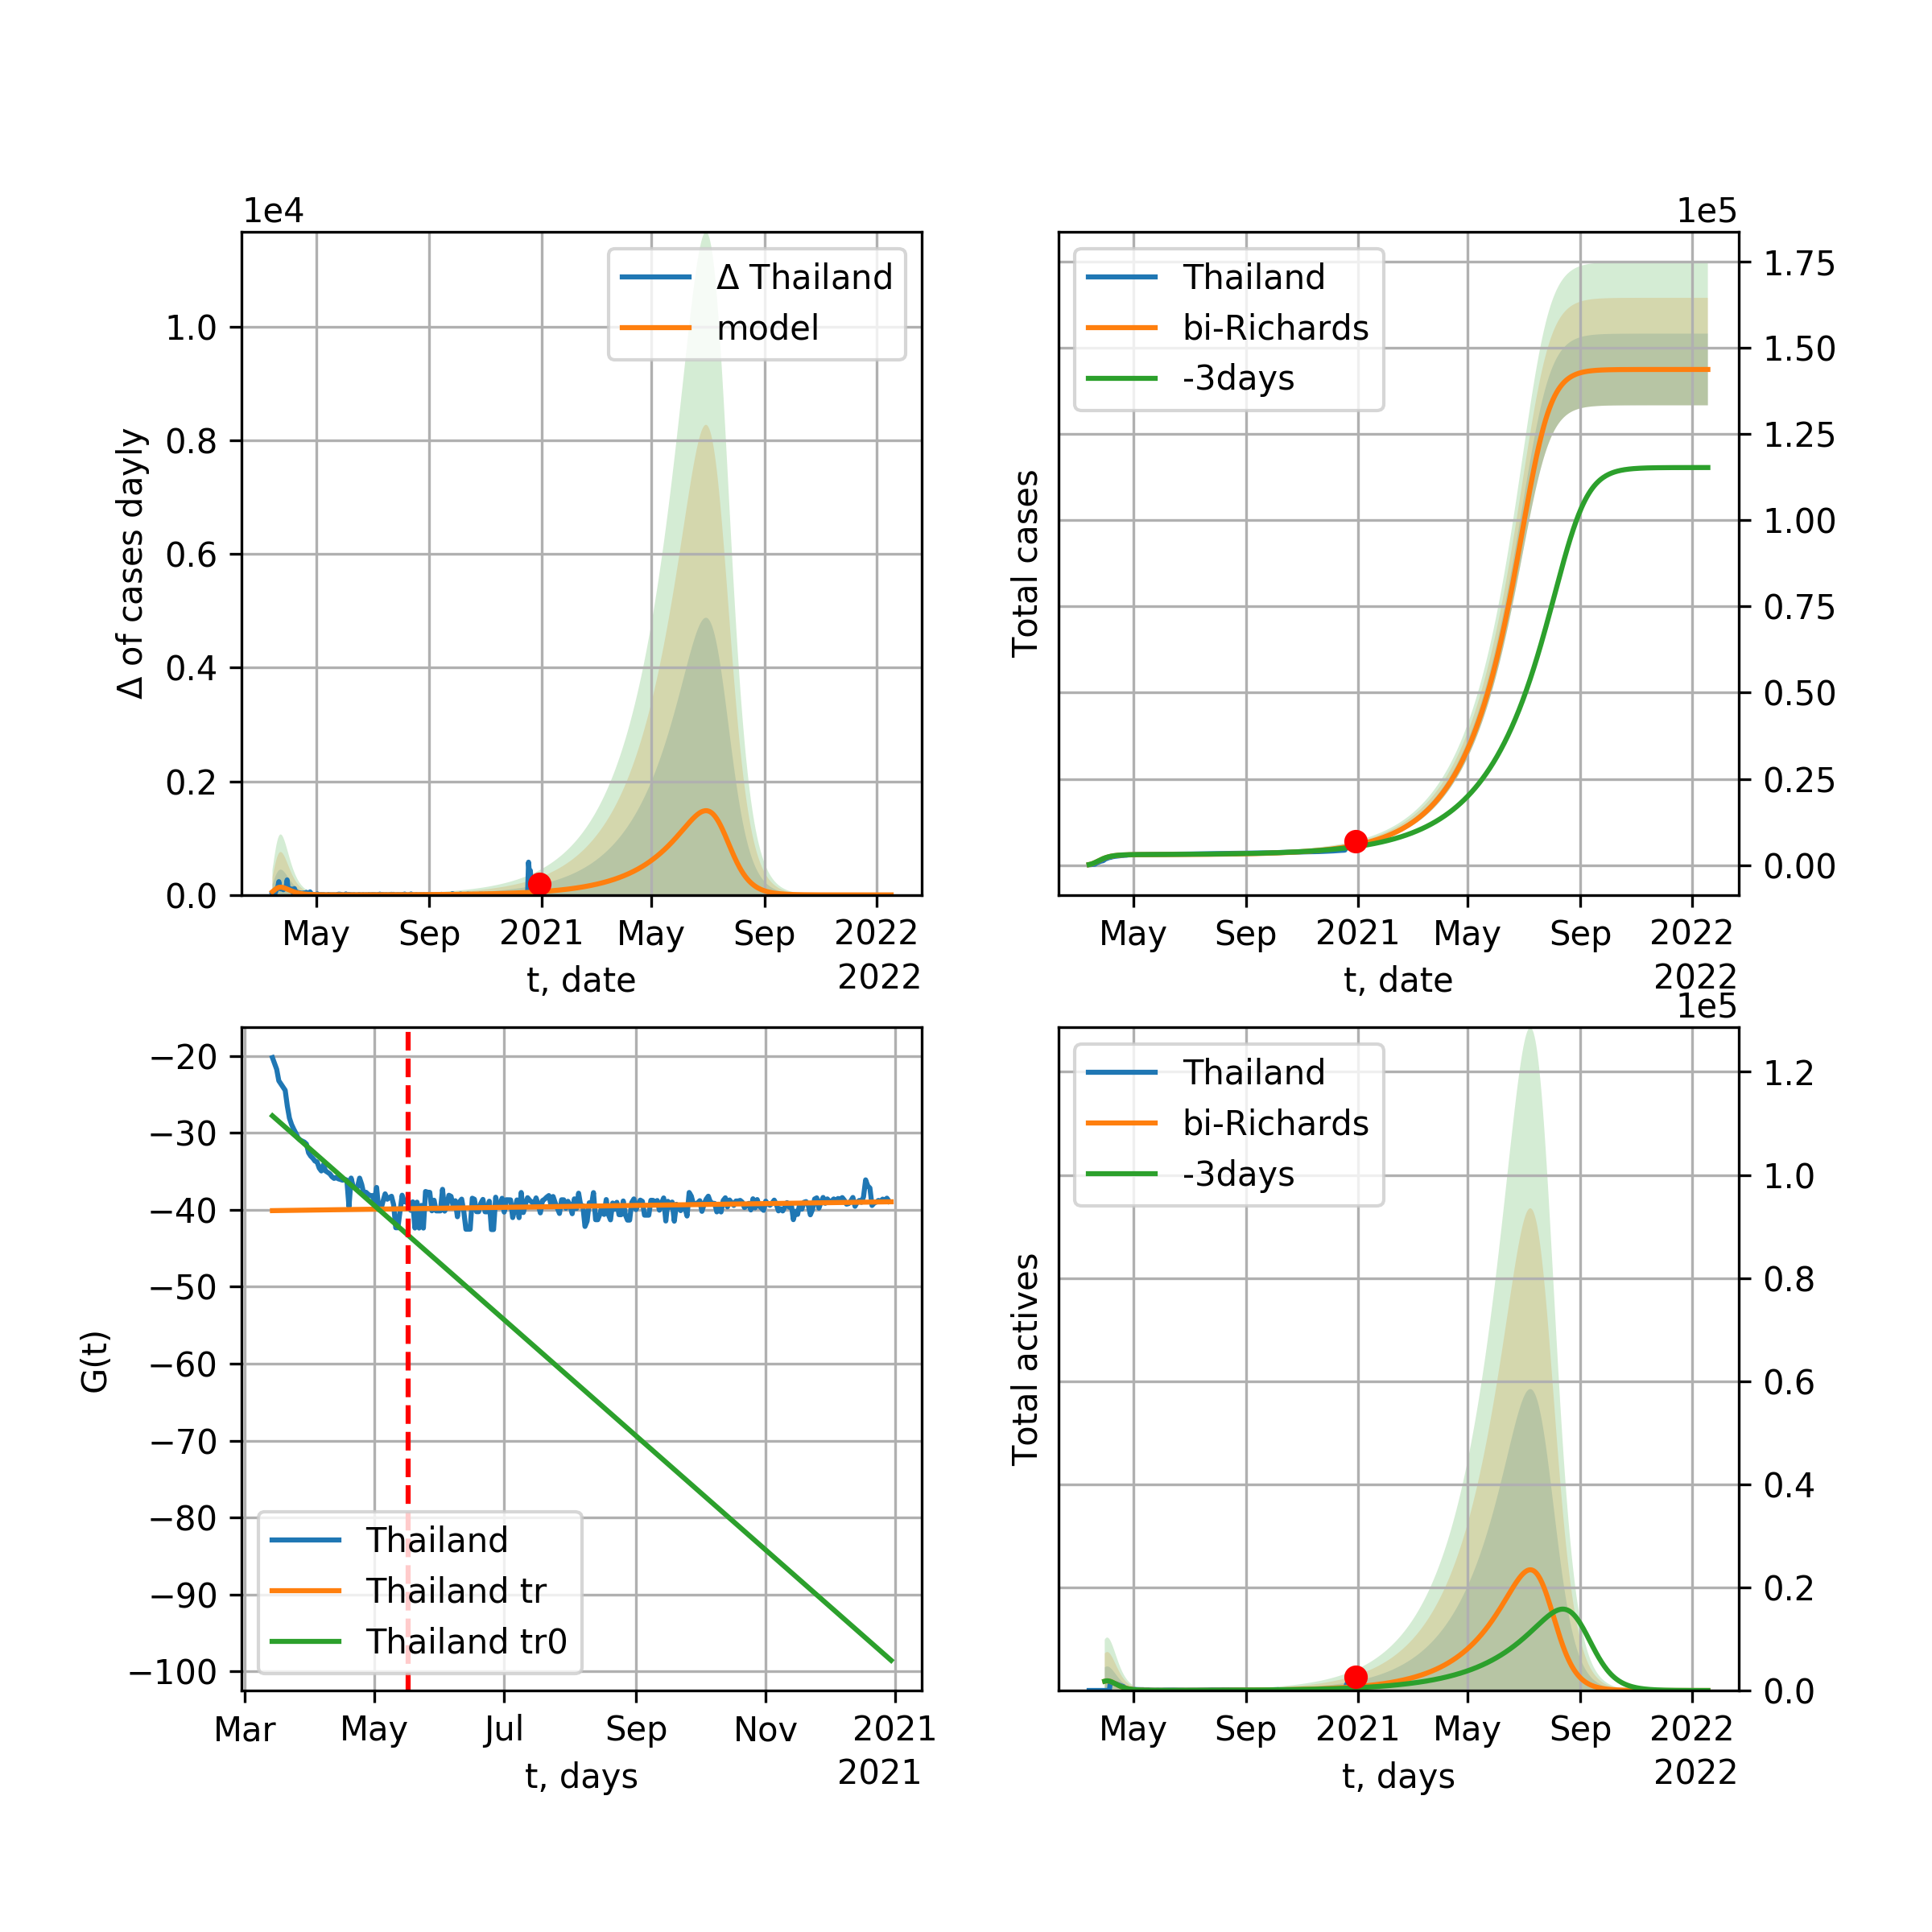 1e4
Δ Thailand
model
1.0
0.8
0.6
0.4
0.2
0.0
Δ of cases dayly
May Sep 2021 May Sep 2022
t, date
2022
1e5
Thailand
bi-Richards
-3days
1.75
1.50
1.25
1.00
0.75
0.50
0.25
0.00
Total cases
May Sep 2021 May Sep 2022
t, date
2022
−20
−30
−40
−50
−60
−70
−80
−90
−100
G(t)
Thailand
Thailand tr
Thailand tr0
Mar May Jul Sep Nov 2021
t, days
2021
1e5
Thailand
bi-Richards
-3days
1.2
1.0
0.8
0.6
0.4
0.2
0.0
Total actives
May Sep 2021 May Sep 2022
t, days
2022